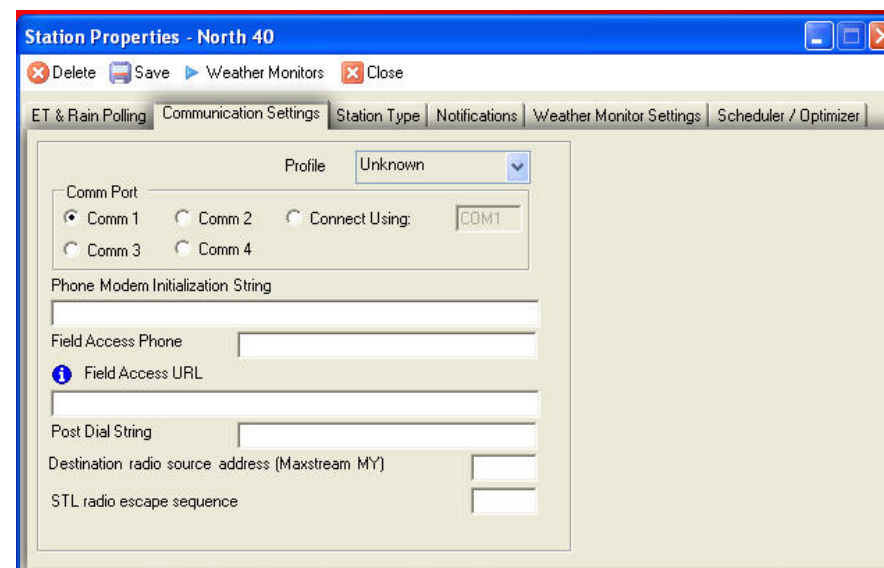 Station Properties - North 40
Delete Save Weather Monitors Close
ET & Rain Polling Communication Settings Station Type Notifications Weather Monitor Settings Scheduler / Optimizer
Profile Unknown
Comm Port
Comm 1 Comm 2 Connect Using: COM1
Comm 3 Comm 4
Phone Modem Initialization String
Field Access Phone
Field Access URL
Post Dial String
Destination radio source address (Maxstream MY)
STL radio escape sequence